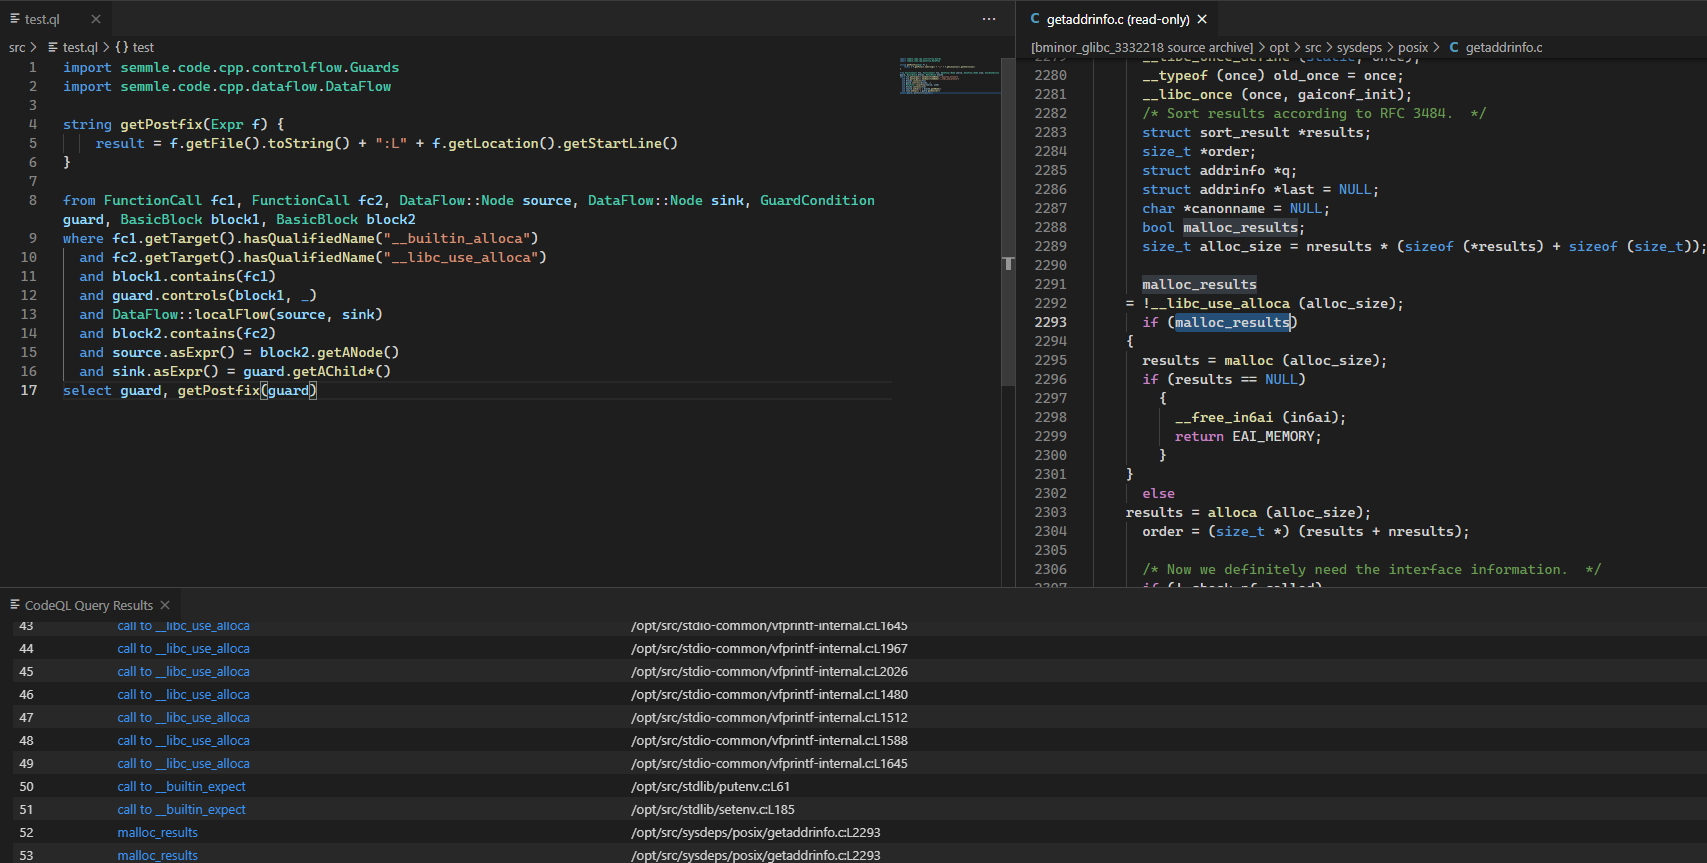 test.ql
src > test.ql > {} test
1 import semmle.code.cpp.controlflow.Guards
2 import semmle.code.cpp.dataflow.DataFlow
3
4 string getPostfix(Expr f) {
5     result = f.getFile().toString() + ":L" + f.getLocation().getStartLine()
6 }
7
8 from FunctionCall fc1, FunctionCall fc2, DataFlow::Node source, DataFlow::Node sink, GuardCondition
guard, BasicBlock block1, BasicBlock block2
9 where fc1.getTarget().hasQualifiedName("__builtin_alloca")
10   and fc2.getTarget().hasQualifiedName("__libc_use_alloca")
11   and block1.contains(fc1)
12   and guard.controls(block1, _)
13   and DataFlow::localFlow(source, sink)
14   and block2.contains(fc2)
15   and source.asExpr() = block2.getANode()
16   and sink.asExpr() = guard.getAChild*()
17 select guard, getPostfix(guard)
C getaddrinfo.c (read-only)
[bminor_glibc_3332218 source archive] > opt > src > sysdeps > posix > C getaddrinfo.c
2279 __libc_once_define (static, once);
2280 __typeof (once) old_once = once;
2281 __libc_once (once, gaiconf_init);
2282 /* Sort results according to RFC 3484.  */
2283 struct sort_result *results;
2284 size_t *order;
2285 struct addrinfo *q;
2286 struct addrinfo *last = NULL;
2287 char *canonname = NULL;
2288 bool malloc_results;
2289 size_t alloc_size = nresults * (sizeof (*results) + sizeof (size_t));
2290
2291 malloc_results
2292 = !__libc_use_alloca (alloc_size);
2293 if (malloc_results)
2294 {
2295 results = malloc (alloc_size);
2296 if (results == NULL)
2297 {
2298 __free_in6ai (in6ai);
2299 return EAI_MEMORY;
2300 }
2301 }
2302 else
2303 results = alloca (alloc_size);
2304 order = (size_t *) (results + nresults);
2305
2306 /* Now we definitely need the interface information.  */
2307 if (! check_pf_called)
CodeQL Query Results
43 call to __libc_use_alloca /opt/src/stdio-common/vfprintf-internal.c:L1645
44 call to __libc_use_alloca /opt/src/stdio-common/vfprintf-internal.c:L1967
45 call to __libc_use_alloca /opt/src/stdio-common/vfprintf-internal.c:L2026
46 call to __libc_use_alloca /opt/src/stdio-common/vfprintf-internal.c:L1480
47 call to __libc_use_alloca /opt/src/stdio-common/vfprintf-internal.c:L1512
48 call to __libc_use_alloca /opt/src/stdio-common/vfprintf-internal.c:L1588
49 call to __libc_use_alloca /opt/src/stdio-common/vfprintf-internal.c:L1645
50 call to __builtin_expect /opt/src/stdlib/putenv.c:L61
51 call to __builtin_expect /opt/src/stdlib/setenv.c:L185
52 malloc_results /opt/src/sysdeps/posix/getaddrinfo.c:L2293
53 malloc_results /opt/src/sysdeps/posix/getaddrinfo.c:L2293